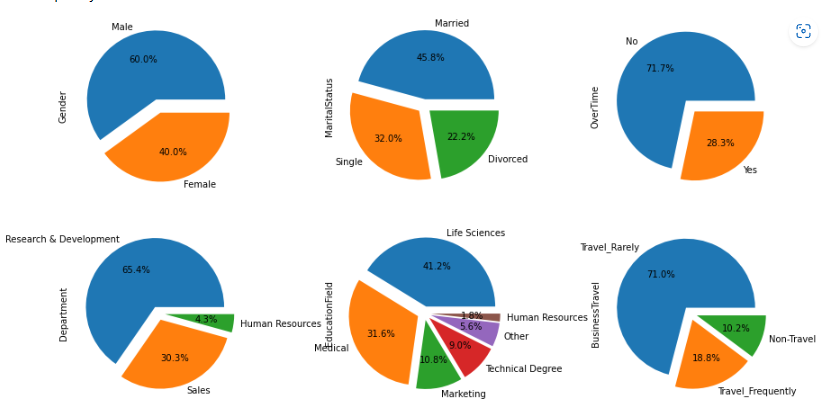 Male
60.0%
Gender
40.0%
Female
Married
45.8%
MaritalStatus
32.0%
22.2%
Single
Divorced
No
71.7%
OverTime
28.3%
Yes
Research & Development
65.4%
Department
4.3%
Human Resources
30.3%
Sales
Life Sciences
41.2%
EducationField
1.8%
Human Resources
5.6%
Other
31.6%
Medical
9.0%
10.8%
Technical Degree
Marketing
Travel_Rarely
71.0%
BusinessTravel
10.2%
Non-Travel
18.8%
Travel_Frequently